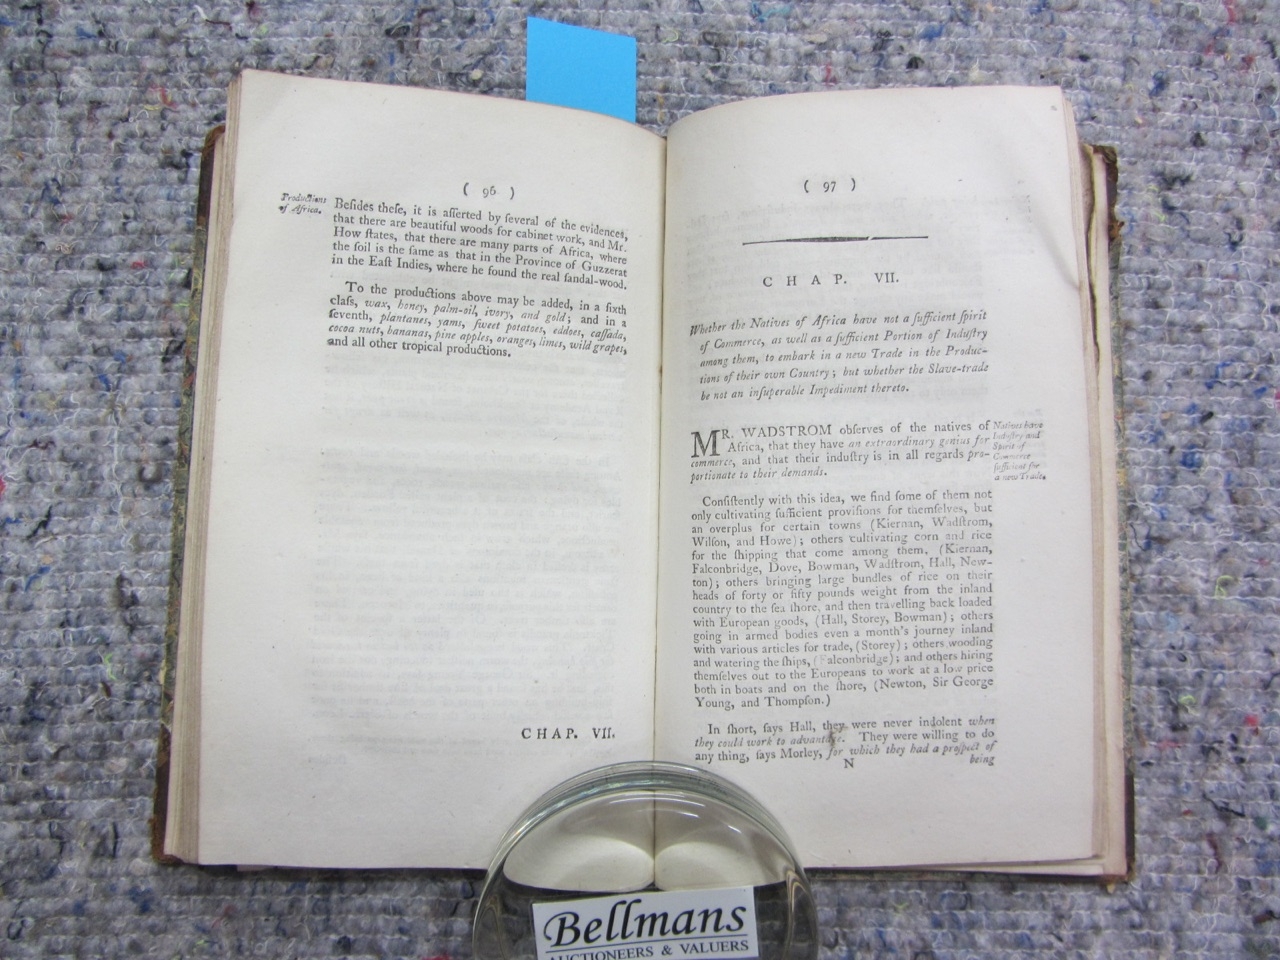 ( 96 )
Productions
of Africa.
Beſides theſe, it is aſſerted by ſeveral of the evidences,
that there are beautiful woods for cabinet work, and Mr.
How ſtates, that there are many parts of Africa, where
the ſoil is the ſame as that in the Province of Guzzerat
in the Eaſt Indies, where he found the real ſandal-wood.
To the productions above may be added, in a ſixth
claſs, wax, honey, palm-oil, ivory, and gold; and in a
ſeventh, plantanes, yams, ſweet potatoes, eddoes, caſſada,
cocoa nuts, bananas, pine apples, oranges, limes, wild grapes,
and all other tropical productions.
CHAP. VII.
( 97 )
CHAP. VII.
Whether the Natives of Africa have not a ſufficient ſpirit
of Commerce, as well as a ſufficient Portion of Induſtry
among them, to embark in a new Trade in the Produc-
tions of their own Country; but whether the Slave-trade
be not an inſuperable Impediment thereto.
MR. WADSTROM obſerves of the natives of
Africa, that they have an extraordinary genius for
commerce, and that their induſtry is in all regards pro-
portionate to their demands.
Natives have
Induſtry and
Spirit of
Commerce
ſufficient for
a new Trade.
Conſiſtently with this idea, we find ſome of them not
only cultivating ſufficient proviſions for themſelves, but
an overplus for certain towns (Kiernan, Wadſtrom,
Wilſon, and Howe); others cultivating corn and rice
for the ſhipping that come among them, (Kiernan,
Falconbridge, Dove, Bowman, Wadſtrom, Hall, New-
ton); others bringing large bundles of rice on their
heads of forty or fifty pounds weight from the inland
country to the ſea ſhore, and then travelling back loaded
with European goods, (Hall, Storey, Bowman); others
going in armed bodies even a month's journey inland
with various articles for trade, (Storey); others wooding
and watering the ſhips, (Falconbridge); and others hiring
themſelves out to the Europeans to work at a low price
both in boats and on the ſhore, (Newton, Sir George
Young, and Thompſon.)
In ſhort, ſays Hall, they were never indolent when
they could work to advantage. They were willing to do
any thing, ſays Morley, for which they had a proſpect of
N
being
Bellmans
AUCTIONEERS & VALUERS